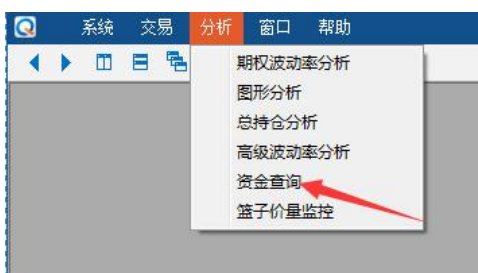 系统 交易 分析 窗口 帮助
期权波动率分析
图形分析
总持仓分析
高级波动率分析
资金查询
篮子价量监控